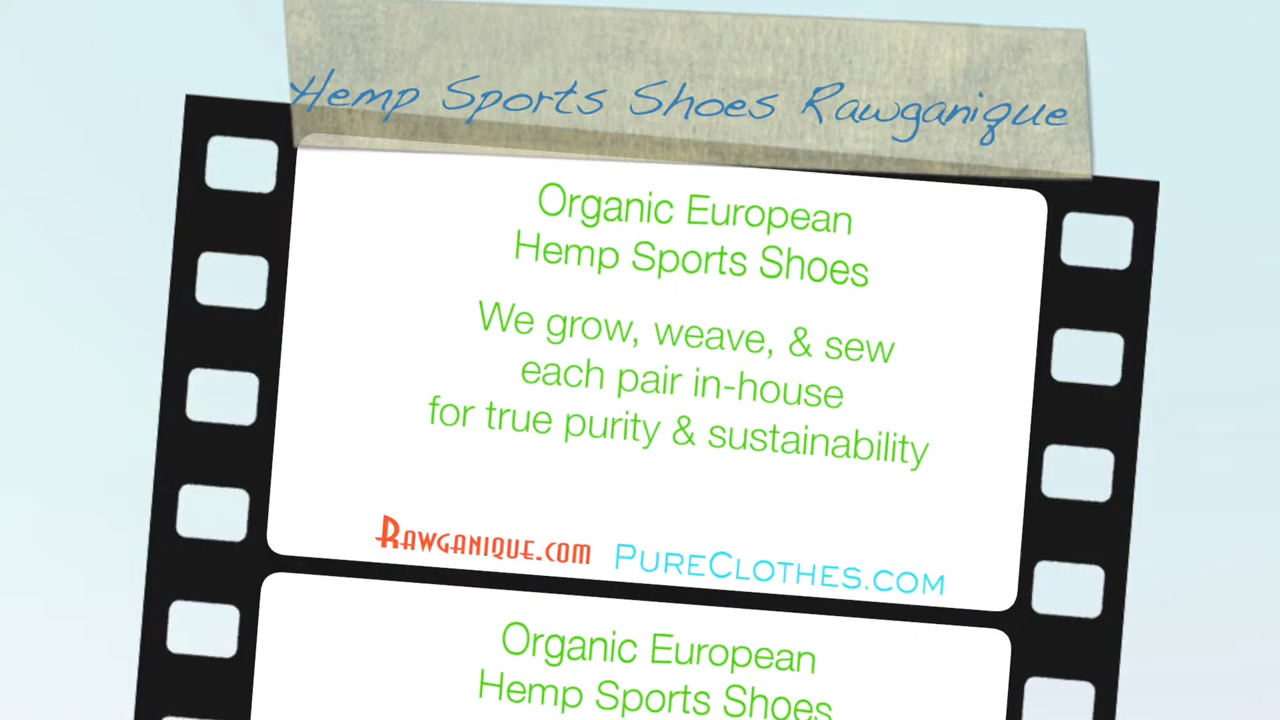 Hemp Sports Shoes Rawganique
Organic European
Hemp Sports Shoes
We grow, weave, & sew
each pair in-house
for true purity & sustainability
Rawganique.com PureClothes.com
Organic European
Hemp Sports Shoes